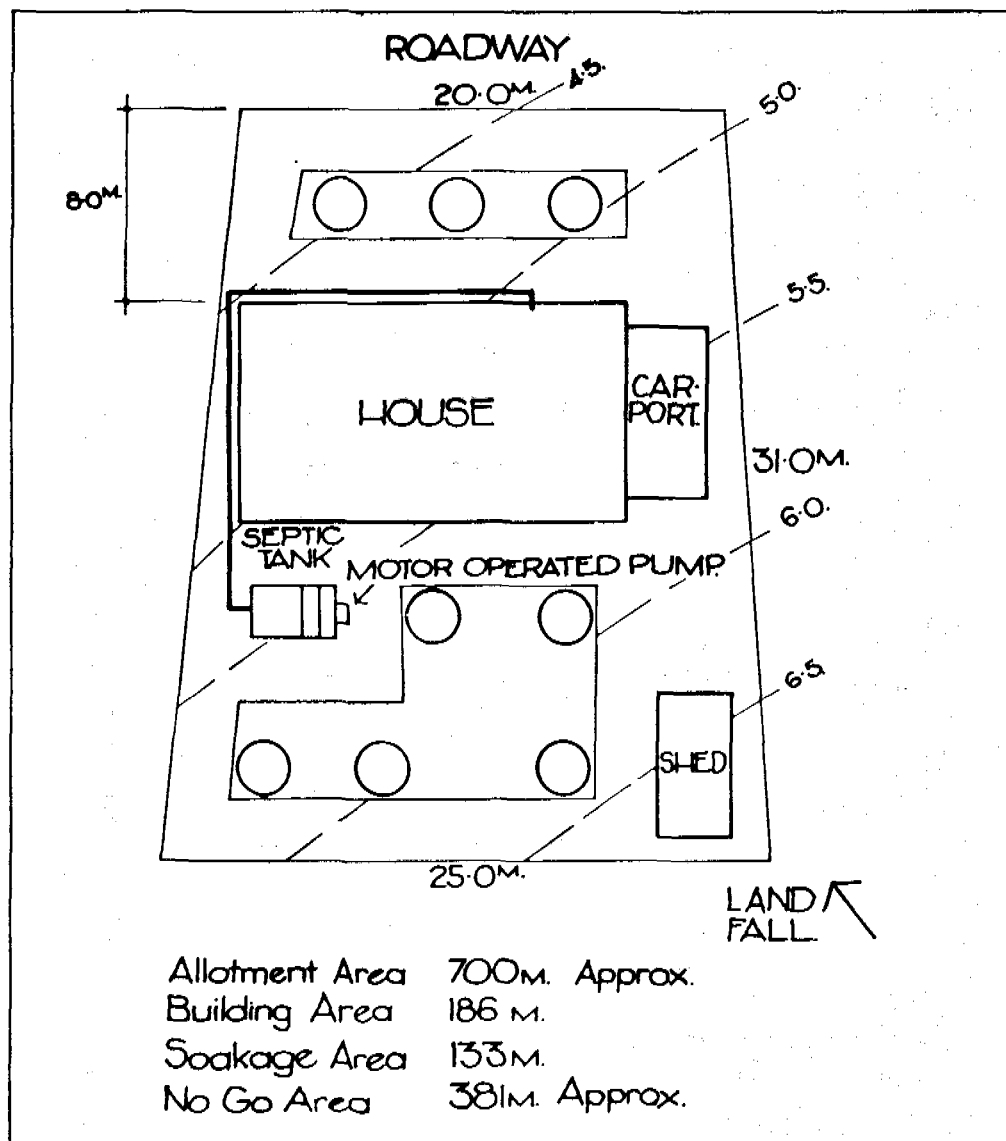 ROADWAY
20·0M.
4.5.
5.0.
8·0M.
5.5.
HOUSE
CAR-
PORT.
31·0M.
6.0.
SEPTIC
TANK
MOTOR OPERATED PUMP.
6.5.
SHED
25·0M.
LAND
FALL.
Allotment Area 700M. Approx.
Building Area 186 M.
Soakage Area 133M.
No Go Area 381M. Approx.